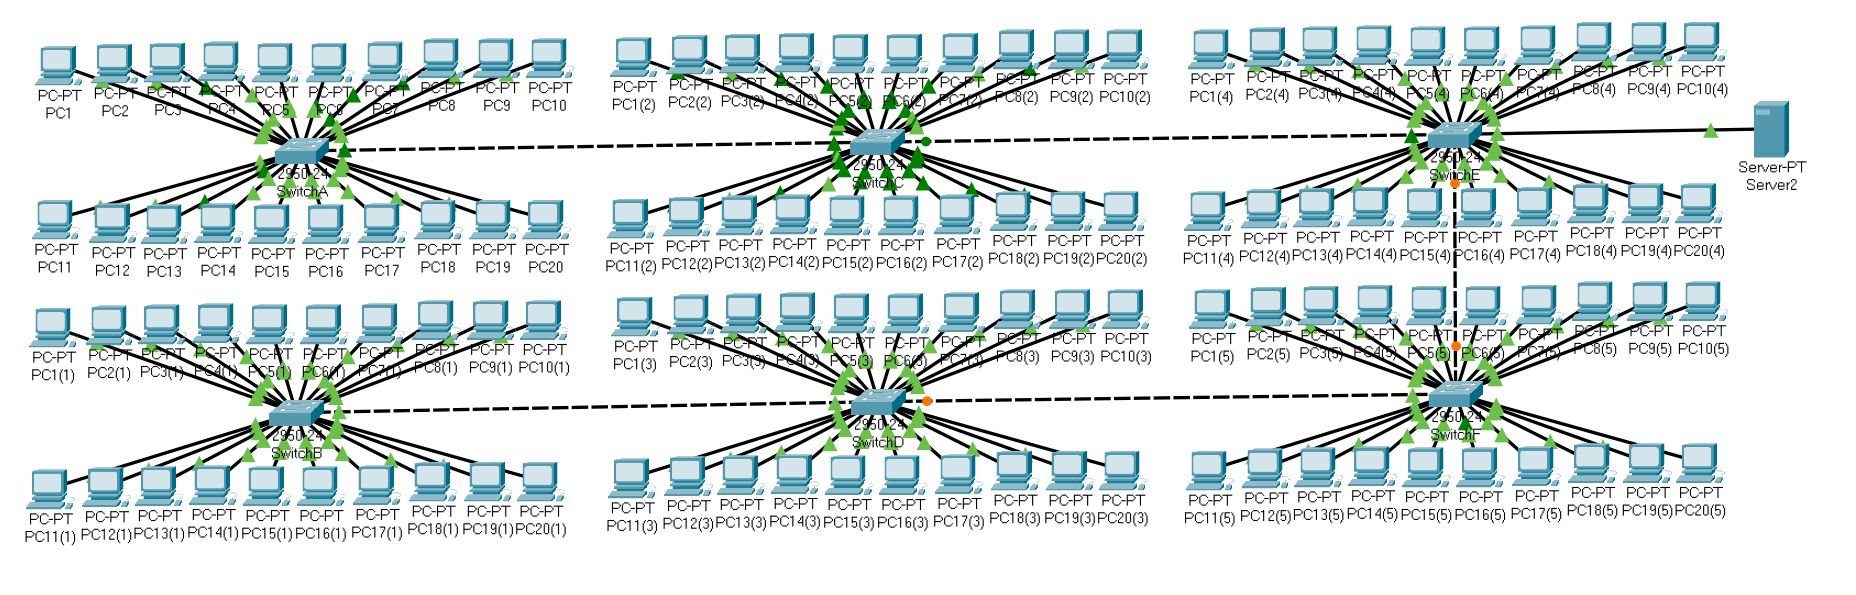 PC-PT PC-PT PC-PT PC-PT PC-PT PC-PT PC-PT PC-PT PC-PT PC-PT
PC1 PC2 PC3 PC4 PC5 PC6 PC7 PC8 PC9 PC10
2950-24
SwitchA
PC-PT PC-PT PC-PT PC-PT PC-PT PC-PT PC-PT PC-PT PC-PT PC-PT
PC11 PC12 PC13 PC14 PC15 PC16 PC17 PC18 PC19 PC20
PC-PT PC-PT PC-PT PC-PT PC-PT PC-PT PC-PT PC-PT PC-PT PC-PT
PC1(2) PC2(2) PC3(2) PC4(2) PC5(2) PC6(2) PC7(2) PC8(2) PC9(2) PC10(2)
2950-24
SwitchC
PC-PT PC-PT PC-PT PC-PT PC-PT PC-PT PC-PT PC-PT PC-PT PC-PT
PC11(2) PC12(2) PC13(2) PC14(2) PC15(2) PC16(2) PC17(2) PC18(2) PC19(2) PC20(2)
PC-PT PC-PT PC-PT PC-PT PC-PT PC-PT PC-PT PC-PT PC-PT PC-PT
PC1(4) PC2(4) PC3(4) PC4(4) PC5(4) PC6(4) PC7(4) PC8(4) PC9(4) PC10(4)
2950-24
SwitchE
Server-PT
Server2
PC-PT PC-PT PC-PT PC-PT PC-PT PC-PT PC-PT PC-PT PC-PT PC-PT
PC11(4) PC12(4) PC13(4) PC14(4) PC15(4) PC16(4) PC17(4) PC18(4) PC19(4) PC20(4)
PC-PT PC-PT PC-PT PC-PT PC-PT PC-PT PC-PT PC-PT PC-PT PC-PT
PC1(1) PC2(1) PC3(1) PC4(1) PC5(1) PC6(1) PC7(1) PC8(1) PC9(1) PC10(1)
2950-24
SwitchB
PC-PT PC-PT PC-PT PC-PT PC-PT PC-PT PC-PT PC-PT PC-PT PC-PT
PC11(1) PC12(1) PC13(1) PC14(1) PC15(1) PC16(1) PC17(1) PC18(1) PC19(1) PC20(1)
PC-PT PC-PT PC-PT PC-PT PC-PT PC-PT PC-PT PC-PT PC-PT PC-PT
PC1(3) PC2(3) PC3(3) PC4(3) PC5(3) PC6(3) PC7(3) PC8(3) PC9(3) PC10(3)
2950-24
SwitchD
PC-PT PC-PT PC-PT PC-PT PC-PT PC-PT PC-PT PC-PT PC-PT PC-PT
PC11(3) PC12(3) PC13(3) PC14(3) PC15(3) PC16(3) PC17(3) PC18(3) PC19(3) PC20(3)
PC-PT PC-PT PC-PT PC-PT PC-PT PC-PT PC-PT PC-PT PC-PT PC-PT
PC1(5) PC2(5) PC3(5) PC4(5) PC5(5) PC6(5) PC7(5) PC8(5) PC9(5) PC10(5)
2950-24
SwitchF
PC-PT PC-PT PC-PT PC-PT PC-PT PC-PT PC-PT PC-PT PC-PT PC-PT
PC11(5) PC12(5) PC13(5) PC14(5) PC15(5) PC16(5) PC17(5) PC18(5) PC19(5) PC20(5)